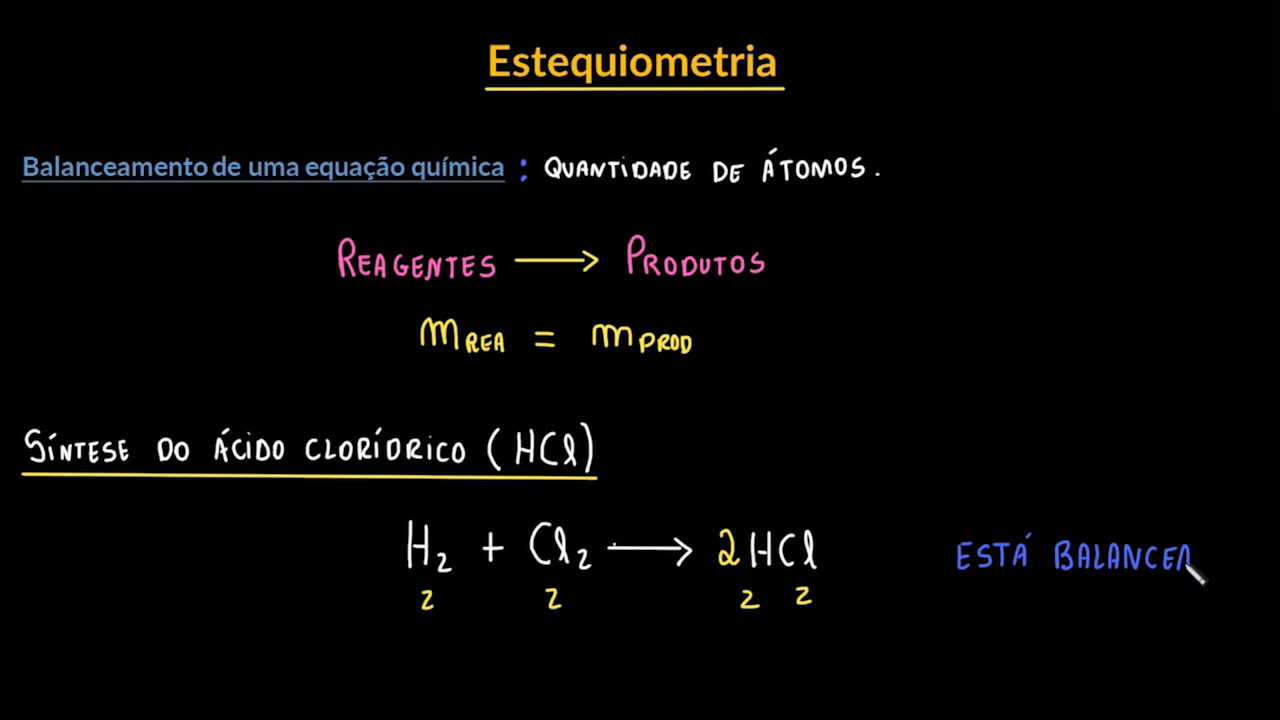 Estequiometria
Balanceamento de uma equação química : QUANTIDADE DE ÁTOMOS.
REAGENTES → PRODUTOS
mREA = mPROD
SÍNTESE DO ÁCIDO CLORÍDRICO (HCl)
H₂ + Cl₂ → 2HCl ESTÁ BALANCEA
2 2 2 2